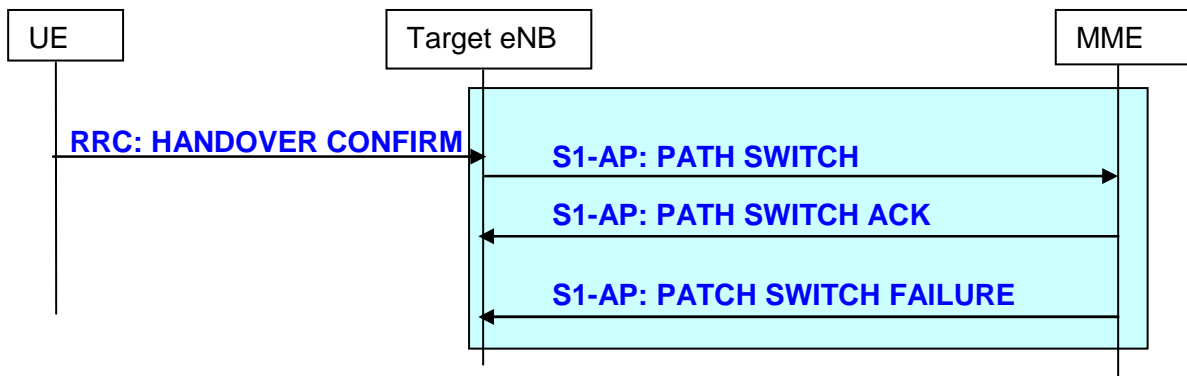 UE
Target eNB
MME
RRC: HANDOVER CONFIRM
S1-AP: PATH SWITCH
S1-AP: PATH SWITCH ACK
S1-AP: PATCH SWITCH FAILURE